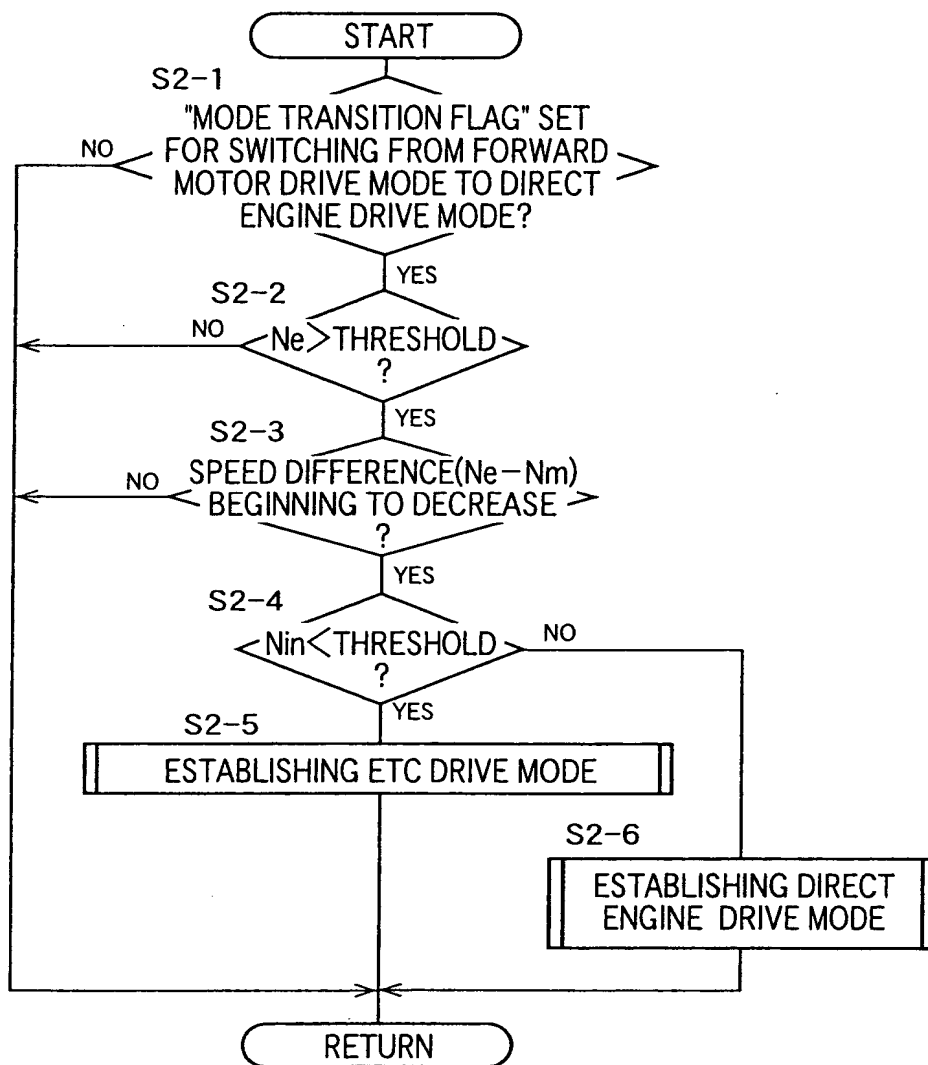 START
S2-1
"MODE TRANSITION FLAG" SET
FOR SWITCHING FROM FORWARD
MOTOR DRIVE MODE TO DIRECT
ENGINE DRIVE MODE?
NO
YES
S2-2
NO
Ne>THRESHOLD
?
YES
S2-3
NO
SPEED DIFFERENCE(Ne-Nm)
BEGINNING TO DECREASE
?
YES
S2-4
Nin<THRESHOLD
?
NO
YES
S2-5
ESTABLISHING ETC DRIVE MODE
S2-6
ESTABLISHING DIRECT
ENGINE DRIVE MODE
RETURN